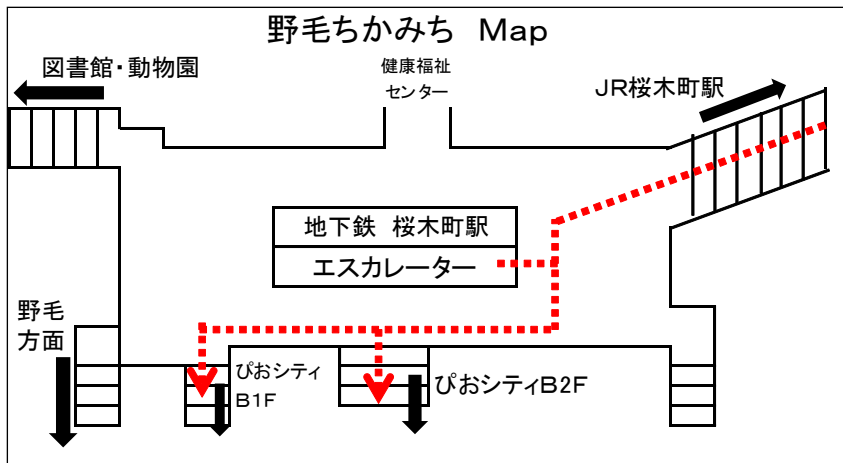 野毛ちかみち Map
図書館・動物園
健康福祉
センター
JR桜木町駅
地下鉄 桜木町駅
エスカレーター
野毛
方面
ぴおシティ
B1F
ぴおシティB2F